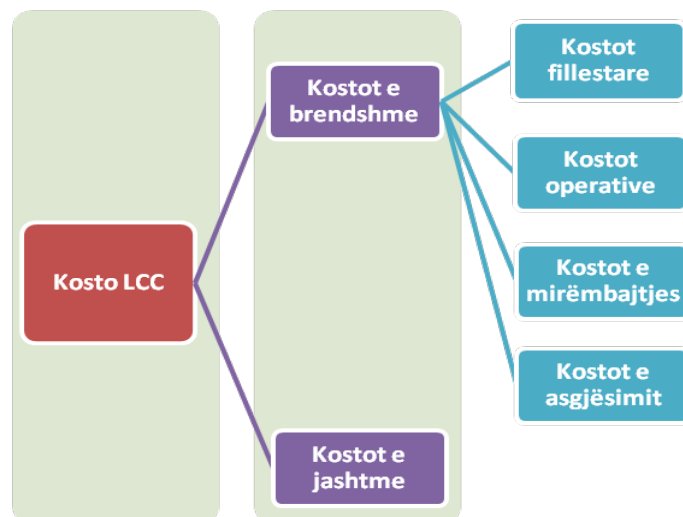 Kosto LCC
Kostot e
brendshme
Kostot e
jashtme
Kostot
fillestare
Kostot
operative
Kostot e
mirëmbajtjes
Kostot e
asgjësimit